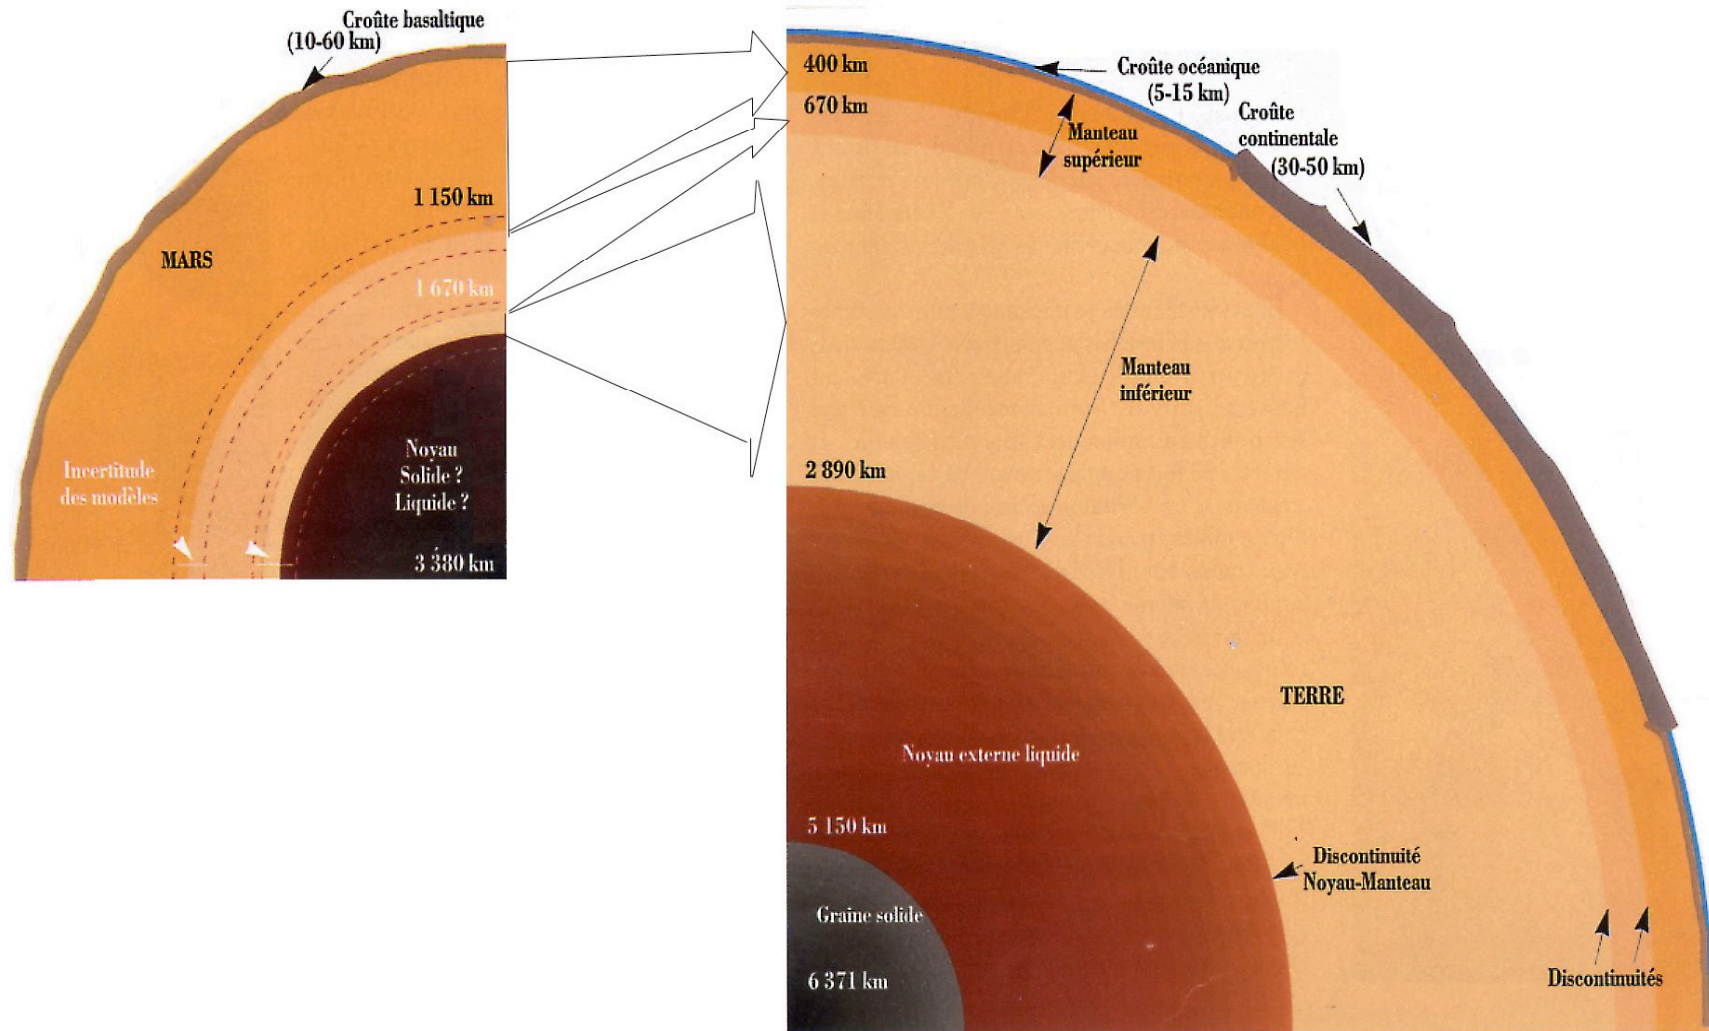 Croûte basaltique
(10-60 km)
1 150 km
MARS
1 670 km
Incertitude
des modèles
Noyau
Solide ?
Liquide ?
3 380 km
400 km
670 km
Croûte océanique
(5-15 km)
Croûte
continentale
(30-50 km)
Manteau
supérieur
Manteau
inférieur
2 890 km
TERRE
Noyau externe liquide
5 150 km
Discontinuité
Noyau-Manteau
Graine solide
6 371 km
Discontinuités